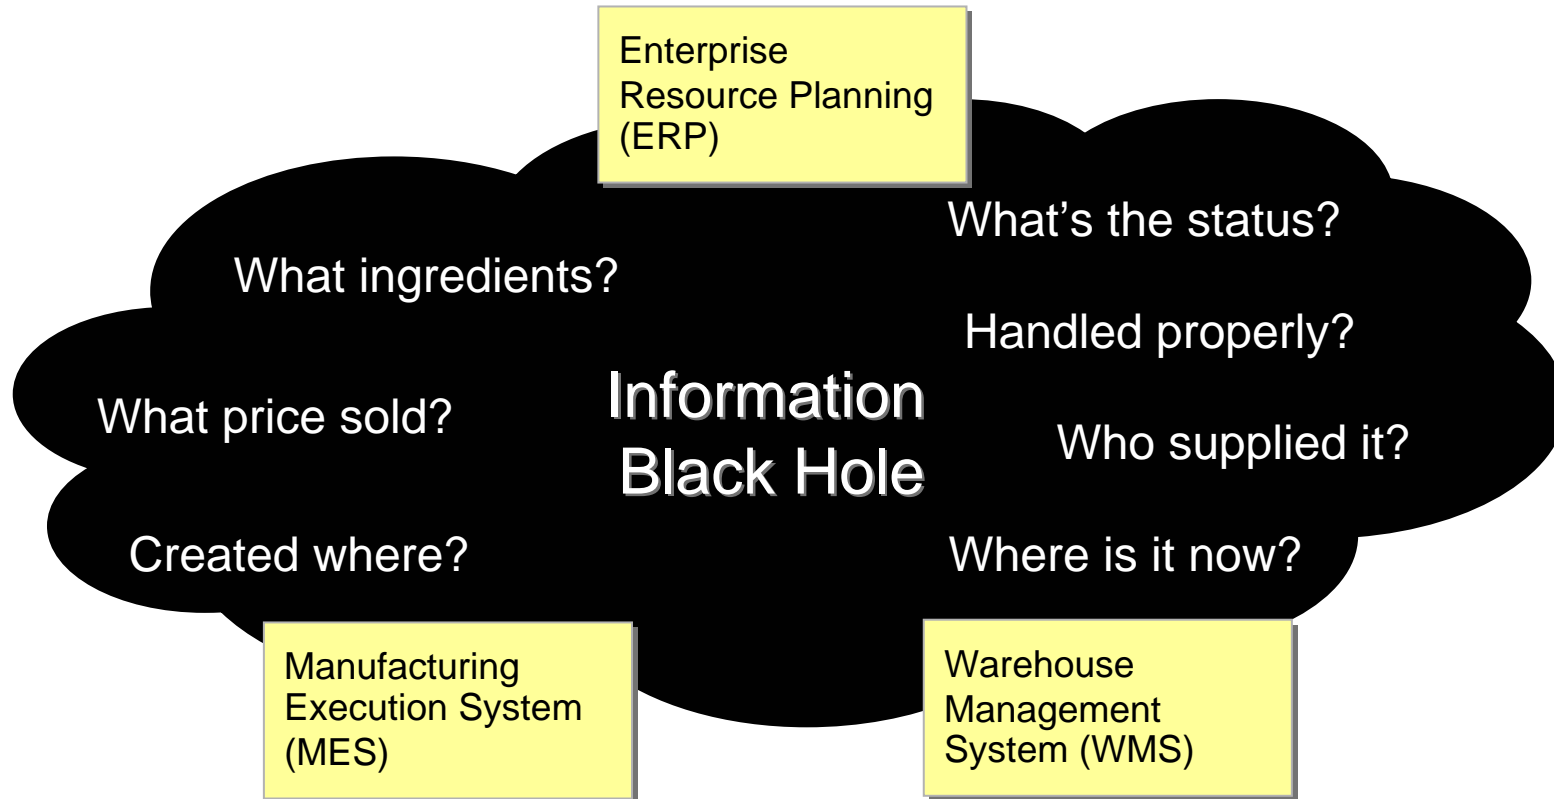 Enterprise
Resource Planning
(ERP)
What's the status?
What ingredients?
Handled properly?
Information
Black Hole
What price sold?
Who supplied it?
Created where?
Where is it now?
Manufacturing
Execution System
(MES)
Warehouse
Management
System (WMS)